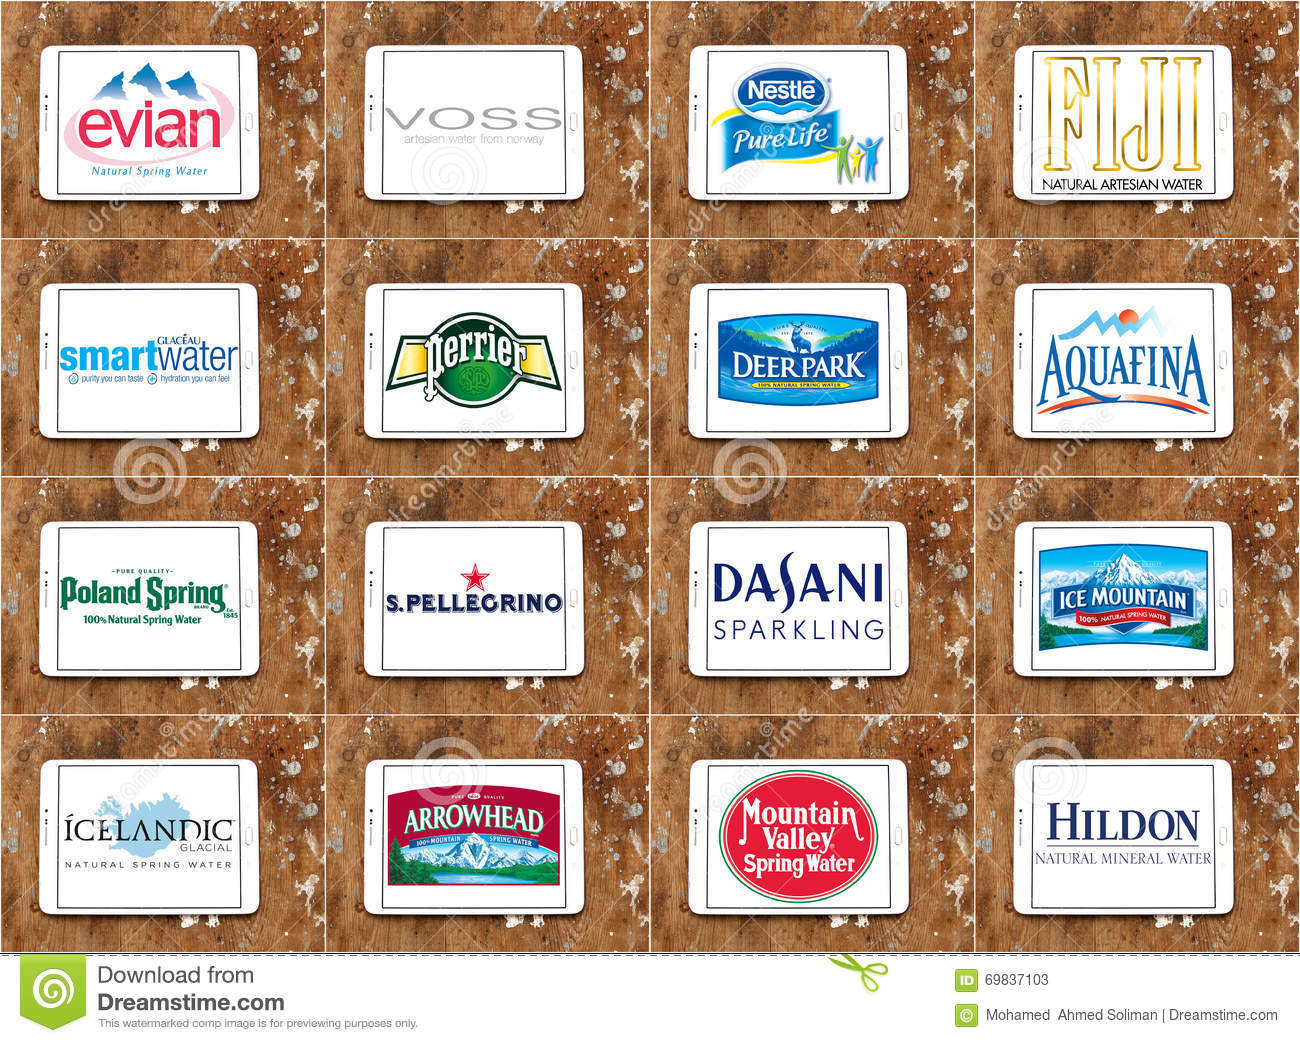 evian
Natural Spring Water
VOSS
artesian water from norway
Nestlé
Pure Life
FIJI
NATURAL ARTESIAN WATER
GLACÉAU
smartwater
purity you can taste hydration you can feel
perrier
PURE QUALITY
EST. 1873
DEER PARK
100% NATURAL SPRING WATER
AQUAFINA
-PURE QUALITY-
Poland Spring®
BRAND Est. 1845
100% Natural Spring Water
S.PELLEGRINO
DASANI
SPARKLING
PURE QUALITY
ICE MOUNTAIN
100% NATURAL SPRING WATER
ÍCELANDIC
GLACIAL
NATURAL SPRING WATER
PURE QUALITY
ARROWHEAD
100% MOUNTAIN SPRING WATER
Mountain
Valley
Spring Water
HILDON
NATURAL MINERAL WATER
dreamstime
Download from
Dreamstime.com
This watermarked comp image is for previewing purposes only.
ID 69837103
© Mohamed Ahmed Soliman | Dreamstime.com